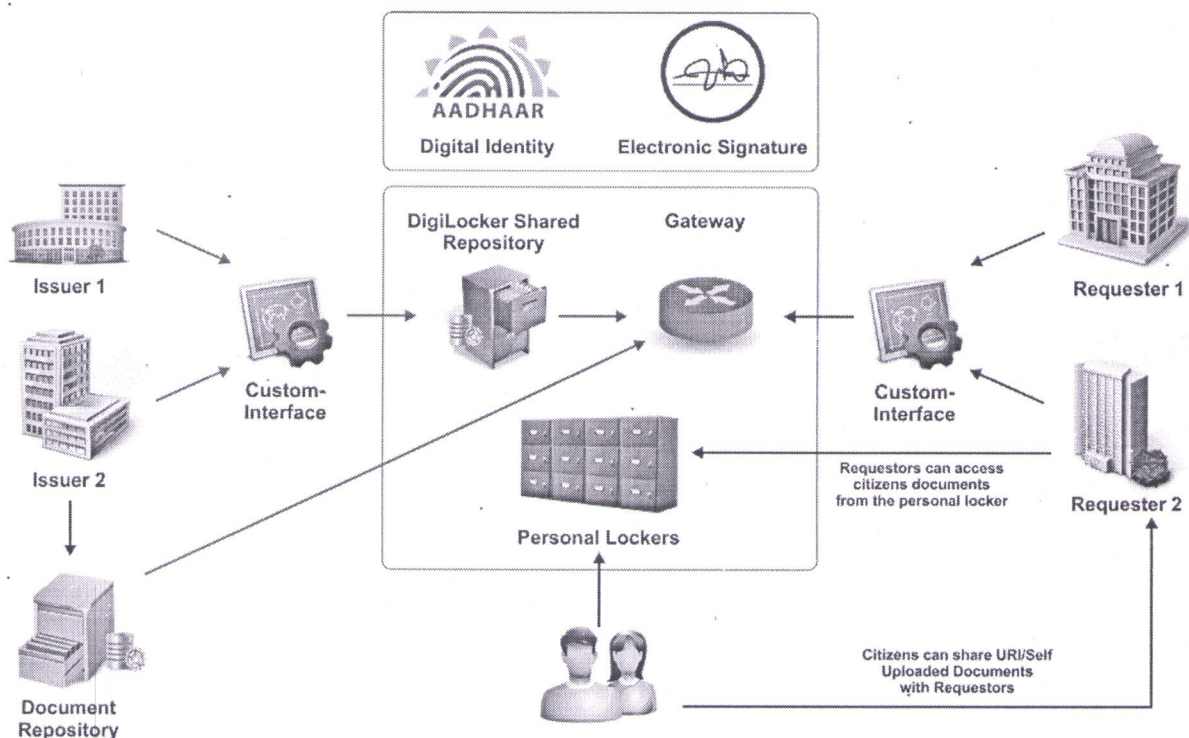 AADHAAR
Digital Identity
Electronic Signature
DigiLocker Shared
Repository
Gateway
Issuer 1
Custom-
Interface
Issuer 2
Document
Repository
Personal Lockers
Custom-
Interface
Requester 1
Requestors can access
citizens documents
from the personal locker
Requester 2
Citizens can share URI/Self
Uploaded Documents
with Requestors